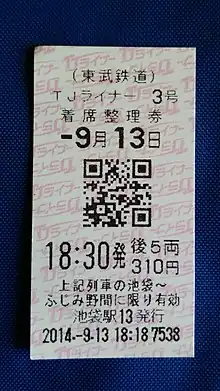 (東武鉄道)
TJライナー 3号
着席整理券
-9月13日
18:30発 後5両
310円
上記列車の池袋~
ふじみ野間に限り有効
池袋駅13発行
2014.-9.13 18:18 7538